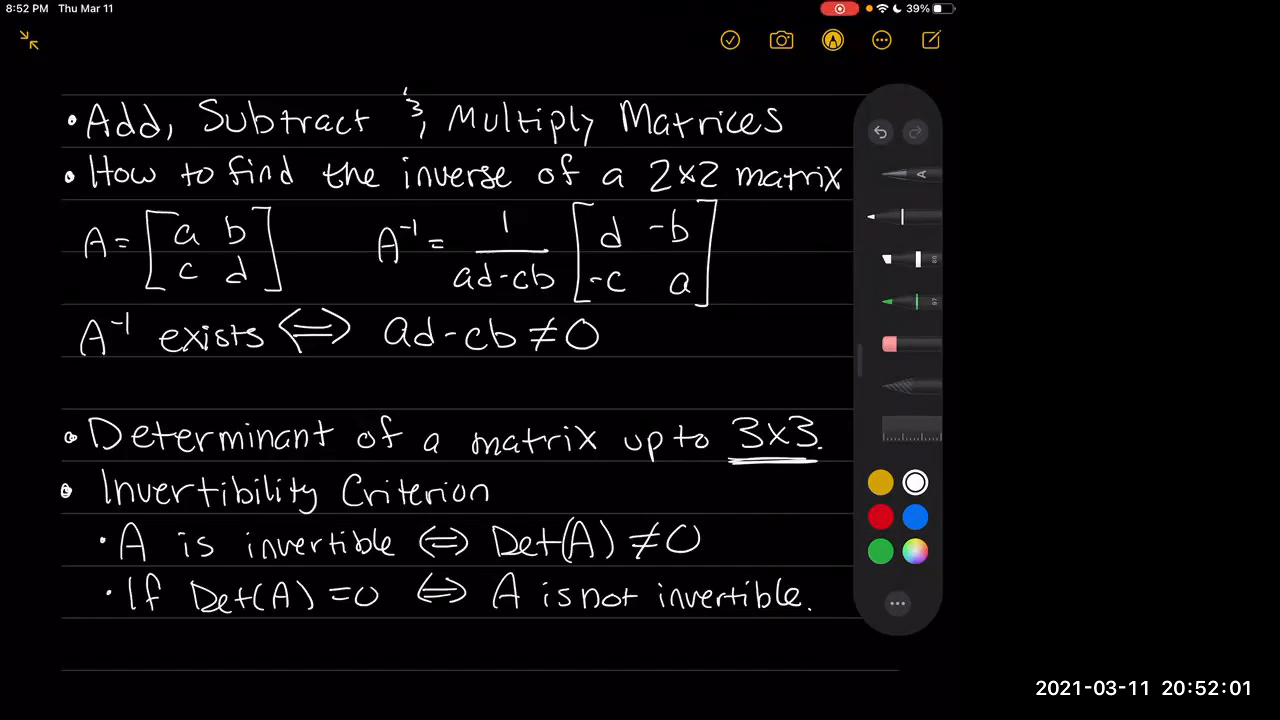 8:52 PM Thu Mar 11 39%
• Add, Subtract & Multiply Matrices
• How to find the inverse of a 2×2 matrix
A = [a b; c d] A⁻¹ = 1/(ad-cb) [d -b; -c a]
A⁻¹ exists ⟺ ad-cb ≠ 0
• Determinant of a matrix up to 3×3.
• Invertibility Criterion
• A is invertible ⟺ Det(A) ≠ 0
• If Det(A) = 0 ⟺ A is not invertible.
2021-03-11 20:52:01